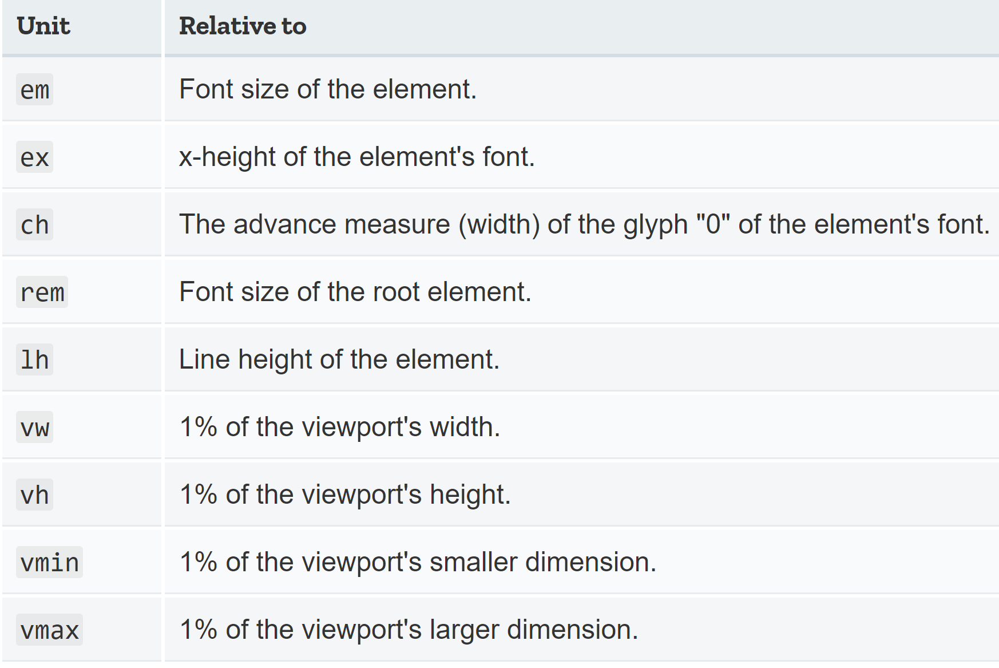 Unit Relative to
em Font size of the element.
ex x-height of the element's font.
ch The advance measure (width) of the glyph "0" of the element's font.
rem Font size of the root element.
lh Line height of the element.
vw 1% of the viewport's width.
vh 1% of the viewport's height.
vmin 1% of the viewport's smaller dimension.
vmax 1% of the viewport's larger dimension.